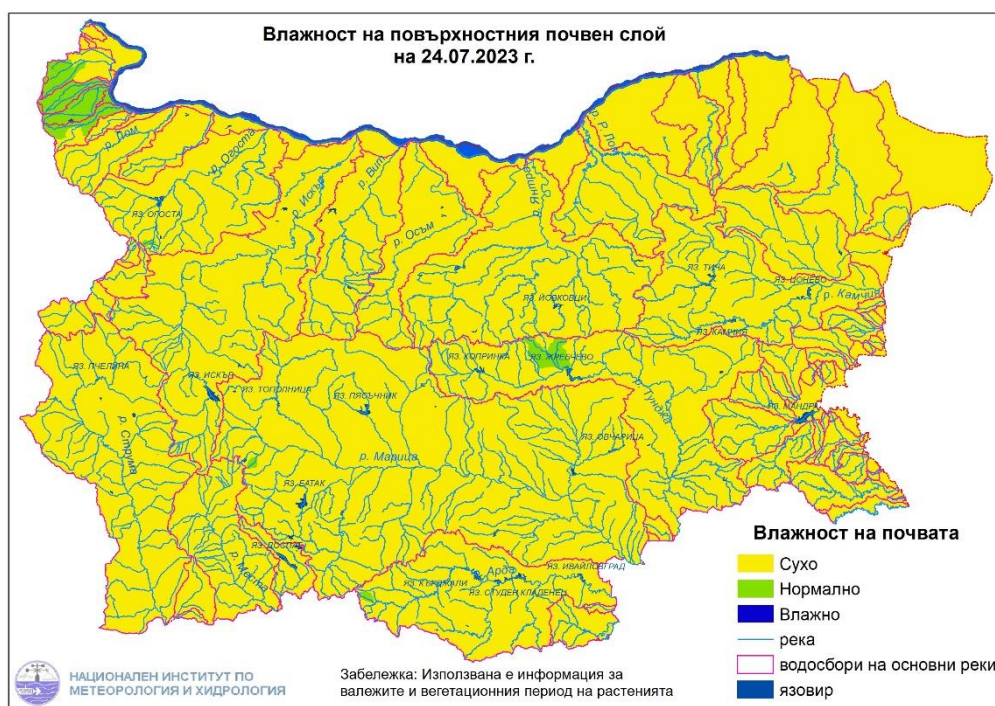 Влажност на повърхностния почвен слой
на 24.07.2023 г.
р. Лом
р. Огоста
р. Искър
р. Вит
р. Осъм
р. Янтра
р. Р.Лом
ЯЗ. ОГОСТА
ЯЗ. ТИЧА
ЯЗ. ЦОНЕВО
р. Камчия
ЯЗ. ЙОВКОВЦИ
ЯЗ. КАМЧИЯ
ЯЗ. ПЧЕЛИНА
ЯЗ. ИСКЪР
ЯЗ. ТОПОЛНИЦА
ЯЗ. ПЯСЪЧНИК
ЯЗ. КОПРИНКА
ЯЗ. ЖРЕБЧЕВО
р. Тунджа
ЯЗ. МАНДРА
р. Струма
р. Марица
ЯЗ. ОВЧАРИЦА
ЯЗ. БАТАК
ЯЗ. ДОСПАТ
р. Места
ЯЗ. КЪРДЖАЛИ
Арда
ЯЗ. СТУДЕН КЛАДЕНЕЦ
ЯЗ. ИВАЙЛОВГРАД
Влажност на почвата
Сухо
Нормално
Влажно
река
водосбори на основни реки
язовир
НАЦИОНАЛЕН ИНСТИТУТ ПО
МЕТЕОРОЛОГИЯ И ХИДРОЛОГИЯ
Забележка: Използвана е информация за
валежите и вегетационния период на растенията